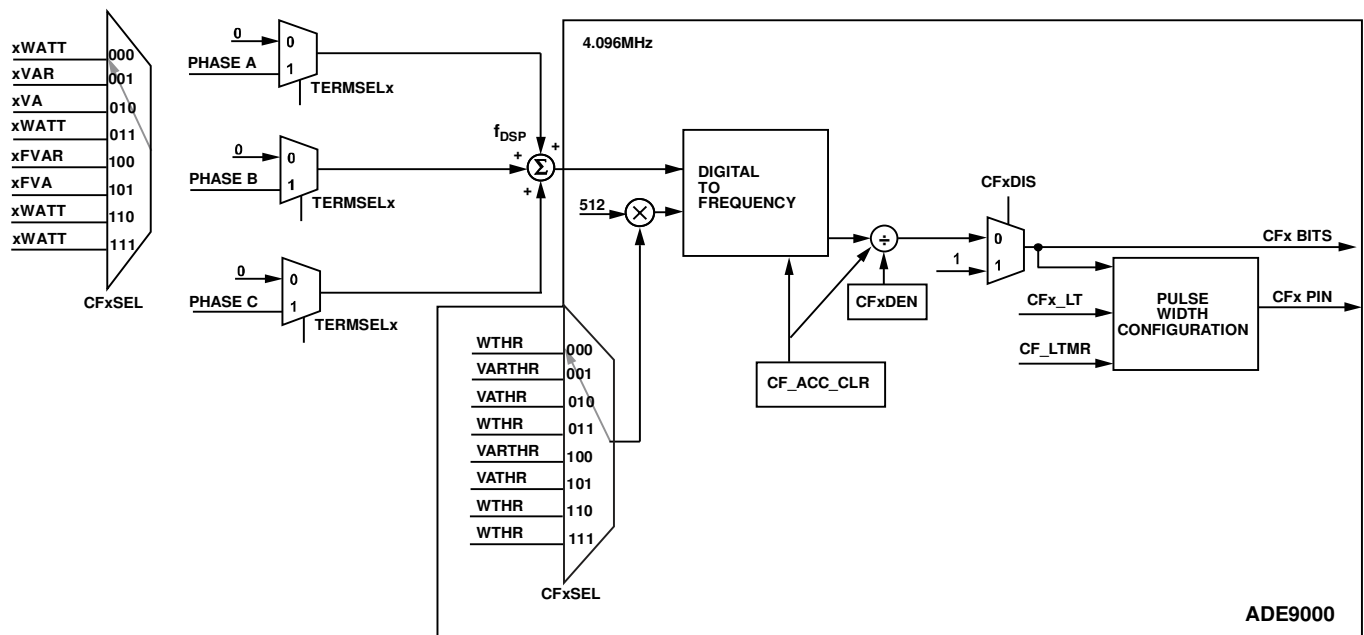 xWATT
000
xVAR
001
xVA
010
xWATT
011
xFVAR
100
xFVA
101
xWATT
110
xWATT
111
CFxSEL
0
0
PHASE A
1
TERMSELx
0
0
PHASE B
1
TERMSELx
0
0
PHASE C
1
TERMSELx
fDSP
+
+
+
Σ
4.096MHz
512
×
DIGITAL
TO
FREQUENCY
÷
CFxDEN
CF_ACC_CLR
CFxDIS
0
1
1
CFx BITS
CFx_LT
CF_LTMR
PULSE
WIDTH
CONFIGURATION
CFx PIN
WTHR
000
VARTHR
001
VATHR
010
WTHR
011
VARTHR
100
VATHR
101
WTHR
110
WTHR
111
CFxSEL
ADE9000